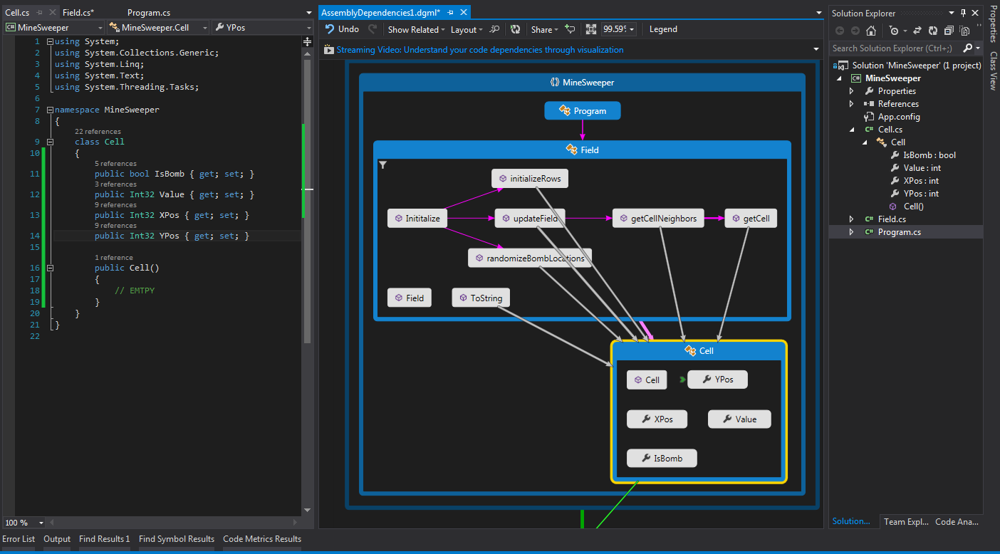 Cell.cs
Field.cs*
Program.cs
MineSweeper
MineSweeper.Cell
YPos
1 using System;
2 using System.Collections.Generic;
3 using System.Linq;
4 using System.Text;
5 using System.Threading.Tasks;
6
7 namespace MineSweeper
8 {
22 references
9 class Cell
10 {
5 references
11 public bool IsBomb { get; set; }
3 references
12 public Int32 Value { get; set; }
9 references
13 public Int32 XPos { get; set; }
9 references
14 public Int32 YPos { get; set; }
15
1 reference
16 public Cell()
17 {
18 // EMTPY
19 }
20 }
21 }
22
100 %
Error List Output Find Results 1 Find Symbol Results Code Metrics Results
AssemblyDependencies1.dgml*
Undo Show Related Layout Share 99.59% Legend
Streaming Video: Understand your code dependencies through visualization
MineSweeper
Program
Field
initializeRows
Inititalize
updateField
getCellNeighbors
getCell
randomizeBombLocations
Field
ToString
Cell
Cell
YPos
XPos
Value
IsBomb
Solution Explorer
Search Solution Explorer (Ctrl+;)
Solution 'MineSweeper' (1 project)
C# MineSweeper
Properties
References
App.config
C# Cell.cs
Cell
IsBomb : bool
Value : int
XPos : int
YPos : int
Cell()
C# Field.cs
C# Program.cs
Solution... Team Expl... Code Ana...
Properties
Class View